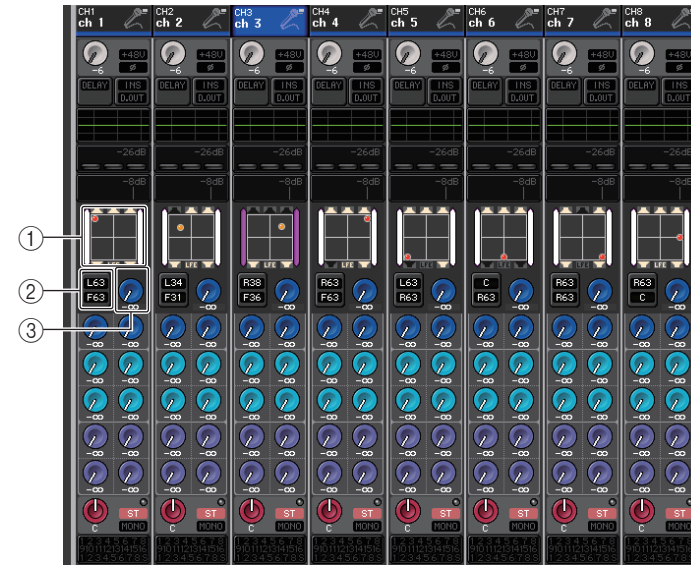 CH1 CH2 CH3 CH4 CH5 CH6 CH7 CH8
ch 1 ch 2 ch 3 ch 4 ch 5 ch 6 ch 7 ch 8
+48V +48V +48V +48V +48V +48V +48V +48V
-6 ø -6 ø -6 ø -6 ø -6 ø -6 ø -6 ø -6 ø
DELAY INS DELAY INS DELAY INS DELAY INS DELAY INS DELAY INS DELAY INS DELAY INS
D.OUT D.OUT D.OUT D.OUT D.OUT D.OUT D.OUT D.OUT
-26dB -26dB -26dB -26dB -26dB -26dB -26dB -26dB
-8dB -8dB -8dB -8dB -8dB -8dB -8dB -8dB
①
LFE LFE LFE LFE LFE LFE LFE LFE
② L63 L34 R38 R63 L63 C R63 R63
F63 F31 F36 F63 R63 R63 R63 C
-∞ -∞ -∞ -∞ -∞ -∞ -∞ -∞
③
-∞ -∞ -∞ -∞ -∞ -∞ -∞ -∞ -∞ -∞ -∞ -∞ -∞ -∞ -∞ -∞
-∞ -∞ -∞ -∞ -∞ -∞ -∞ -∞ -∞ -∞ -∞ -∞ -∞ -∞ -∞ -∞
-∞ -∞ -∞ -∞ -∞ -∞ -∞ -∞ -∞ -∞ -∞ -∞ -∞ -∞ -∞ -∞
-∞ -∞ -∞ -∞ -∞ -∞ -∞ -∞ -∞ -∞ -∞ -∞ -∞ -∞ -∞ -∞
-∞ -∞ -∞ -∞ -∞ -∞ -∞ -∞ -∞ -∞ -∞ -∞ -∞ -∞ -∞ -∞
ST ST ST ST ST ST ST ST
C MONO C MONO C MONO C MONO C MONO C MONO C MONO C MONO